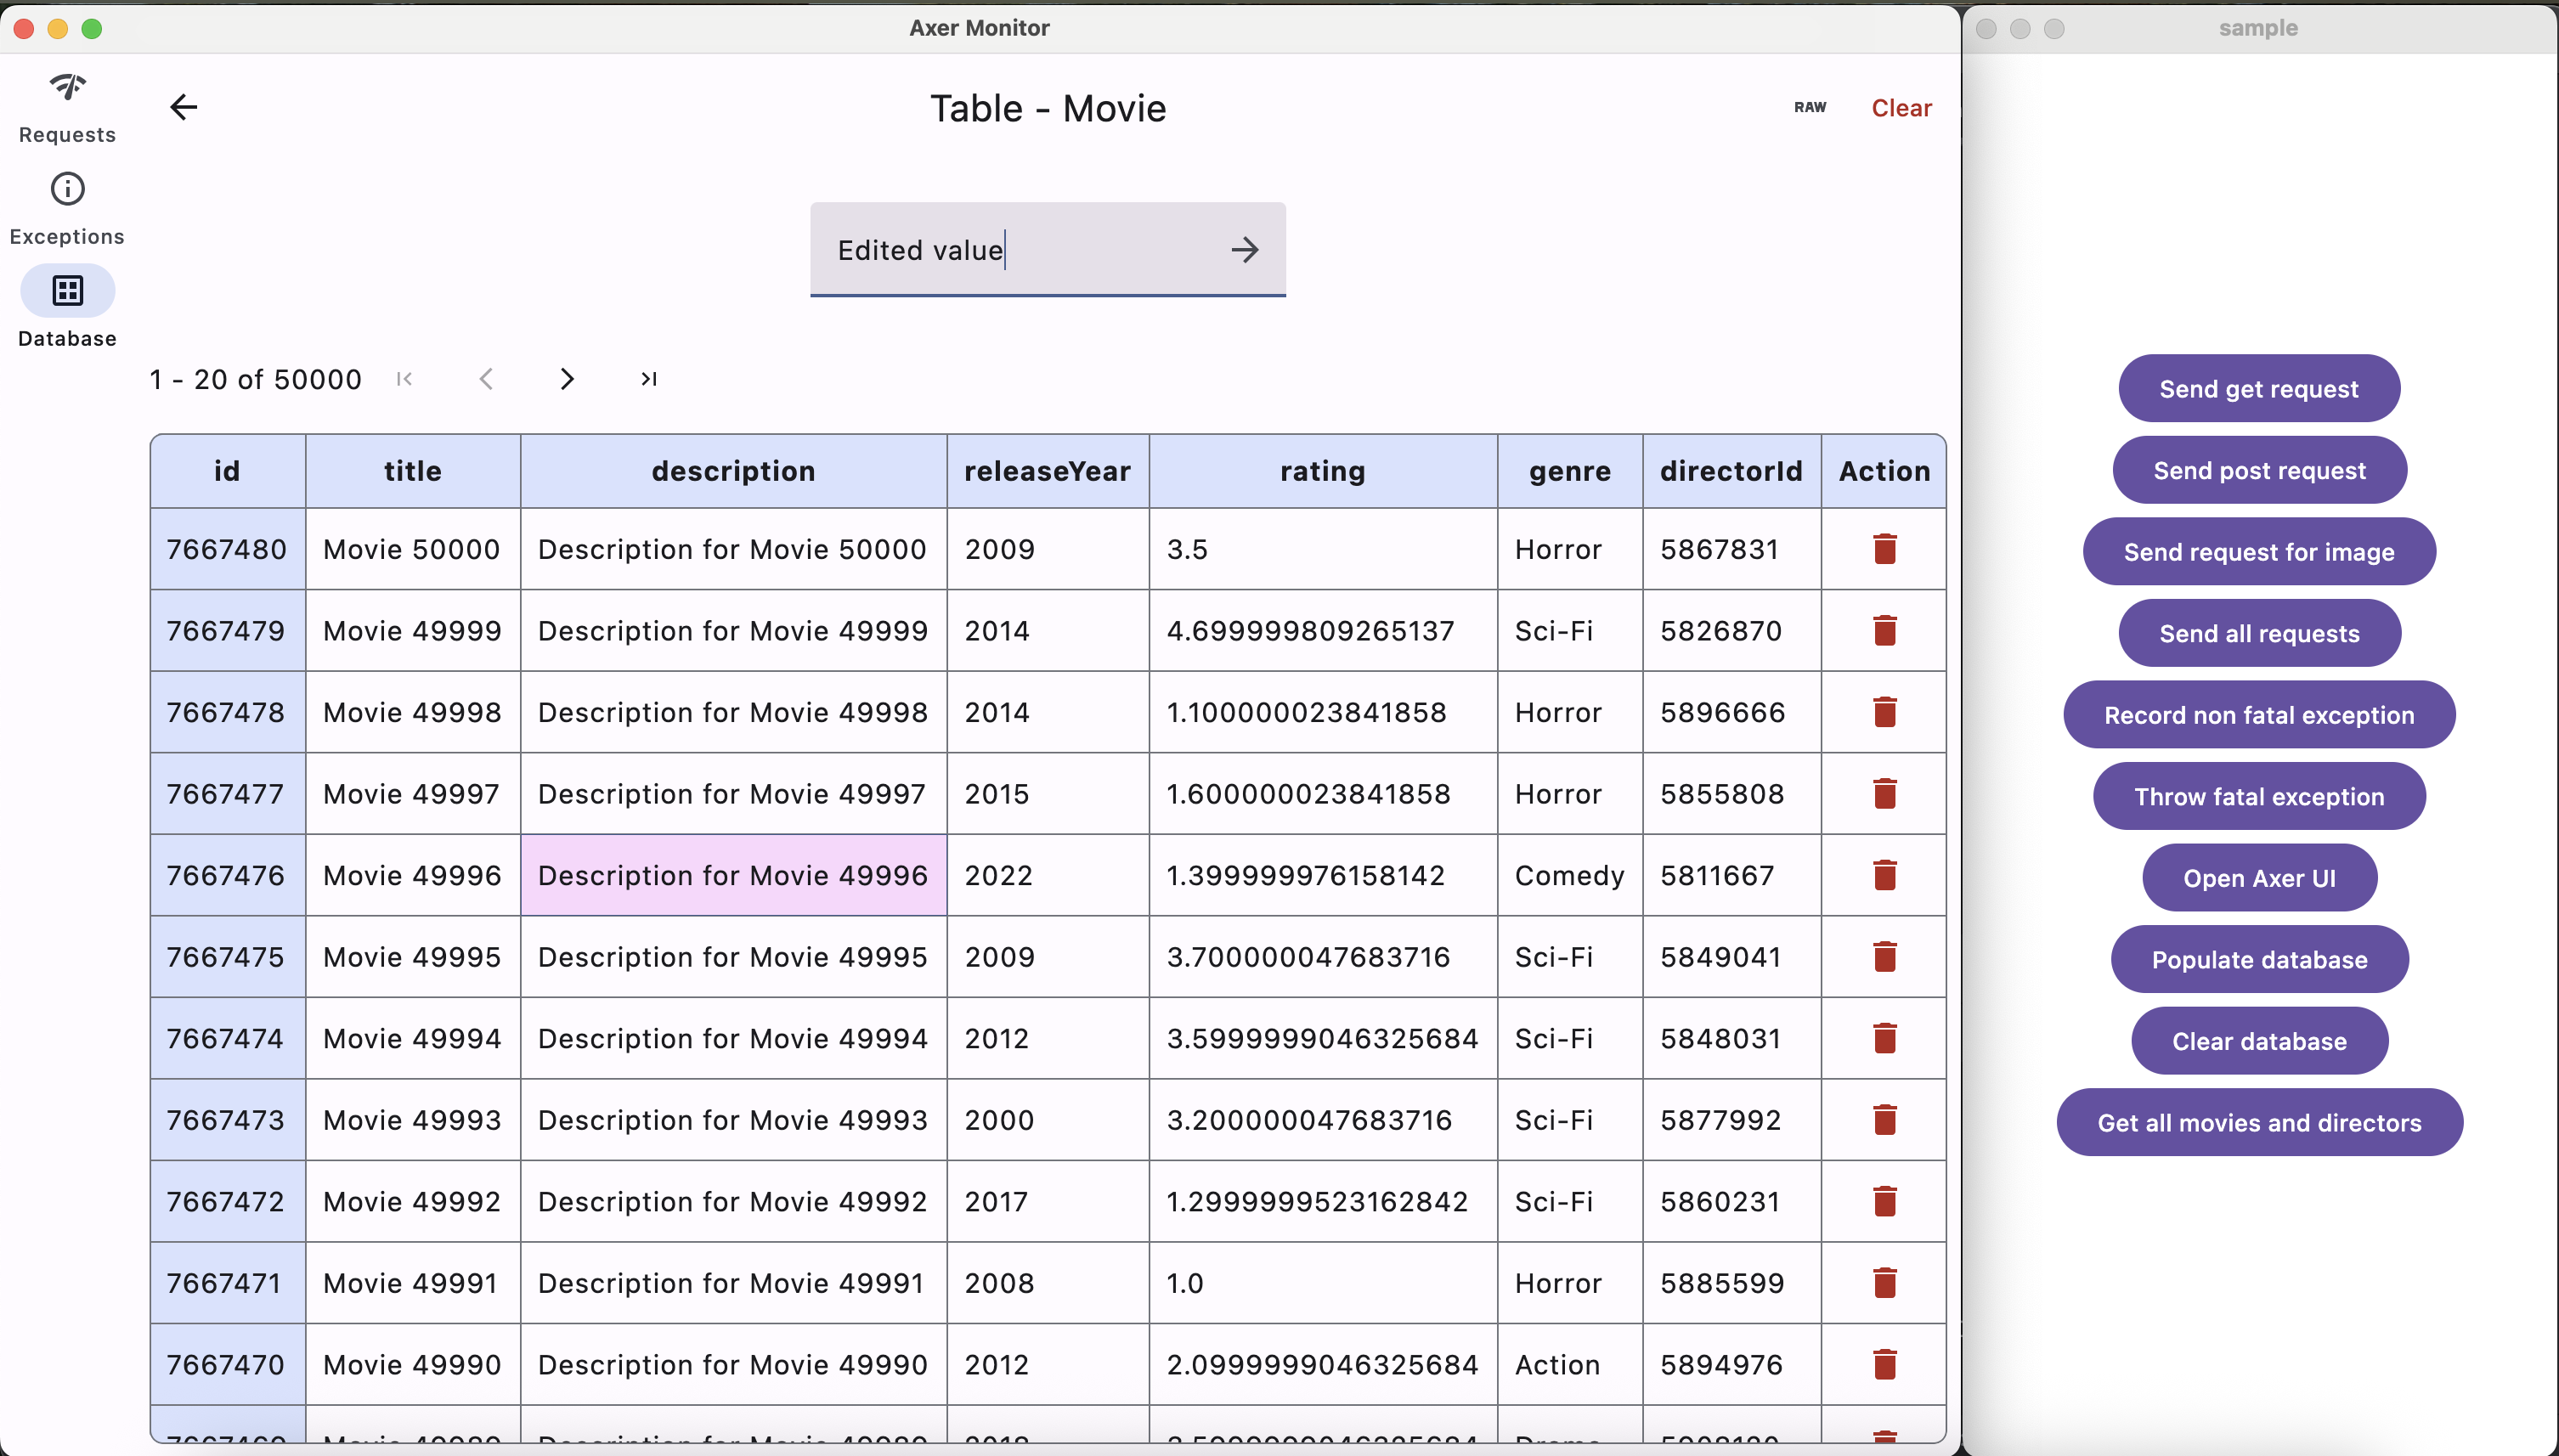 Axer Monitor
Requests
Exceptions
Database
Table - Movie
RAW
Clear
Edited value
1 - 20 of 50000
id title description releaseYear rating genre directorId Action
7667480 Movie 50000 Description for Movie 50000 2009 3.5 Horror 5867831
7667479 Movie 49999 Description for Movie 49999 2014 4.699999809265137 Sci-Fi 5826870
7667478 Movie 49998 Description for Movie 49998 2014 1.100000023841858 Horror 5896666
7667477 Movie 49997 Description for Movie 49997 2015 1.600000023841858 Horror 5855808
7667476 Movie 49996 Description for Movie 49996 2022 1.399999976158142 Comedy 5811667
7667475 Movie 49995 Description for Movie 49995 2009 3.700000047683716 Sci-Fi 5849041
7667474 Movie 49994 Description for Movie 49994 2012 3.5999999046325684 Sci-Fi 5848031
7667473 Movie 49993 Description for Movie 49993 2000 3.200000047683716 Sci-Fi 5877992
7667472 Movie 49992 Description for Movie 49992 2017 1.2999999523162842 Sci-Fi 5860231
7667471 Movie 49991 Description for Movie 49991 2008 1.0 Horror 5885599
7667470 Movie 49990 Description for Movie 49990 2012 2.0999999046325684 Action 5894976
Movie 49989 Description for Movie 49989
sample
Send get request
Send post request
Send request for image
Send all requests
Record non fatal exception
Throw fatal exception
Open Axer UI
Populate database
Clear database
Get all movies and directors